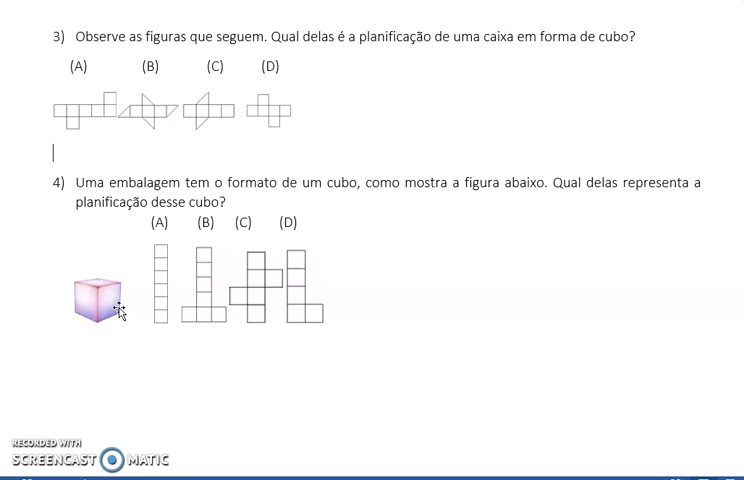 3) Observe as figuras que seguem. Qual delas é a planificação de uma caixa em forma de cubo?
(A) (B) (C) (D)
4) Uma embalagem tem o formato de um cubo, como mostra a figura abaixo. Qual delas representa a
planificação desse cubo?
(A) (B) (C) (D)
RECORDED WITH
SCREENCAST MATIC